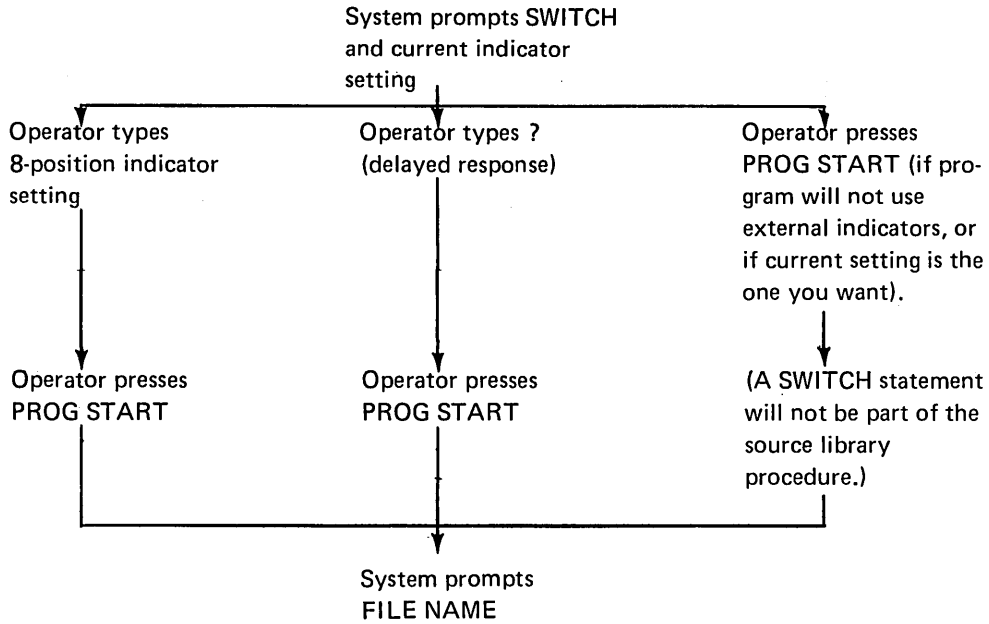 System prompts SWITCH
and current indicator
setting
Operator types
8-position indicator
setting
Operator types ?
(delayed response)
Operator presses
PROG START (if pro-
gram will not use
external indicators, or
if current setting is the
one you want).
Operator presses
PROG START
Operator presses
PROG START
(A SWITCH statement
will not be part of the
source library
procedure.)
System prompts
FILE NAME